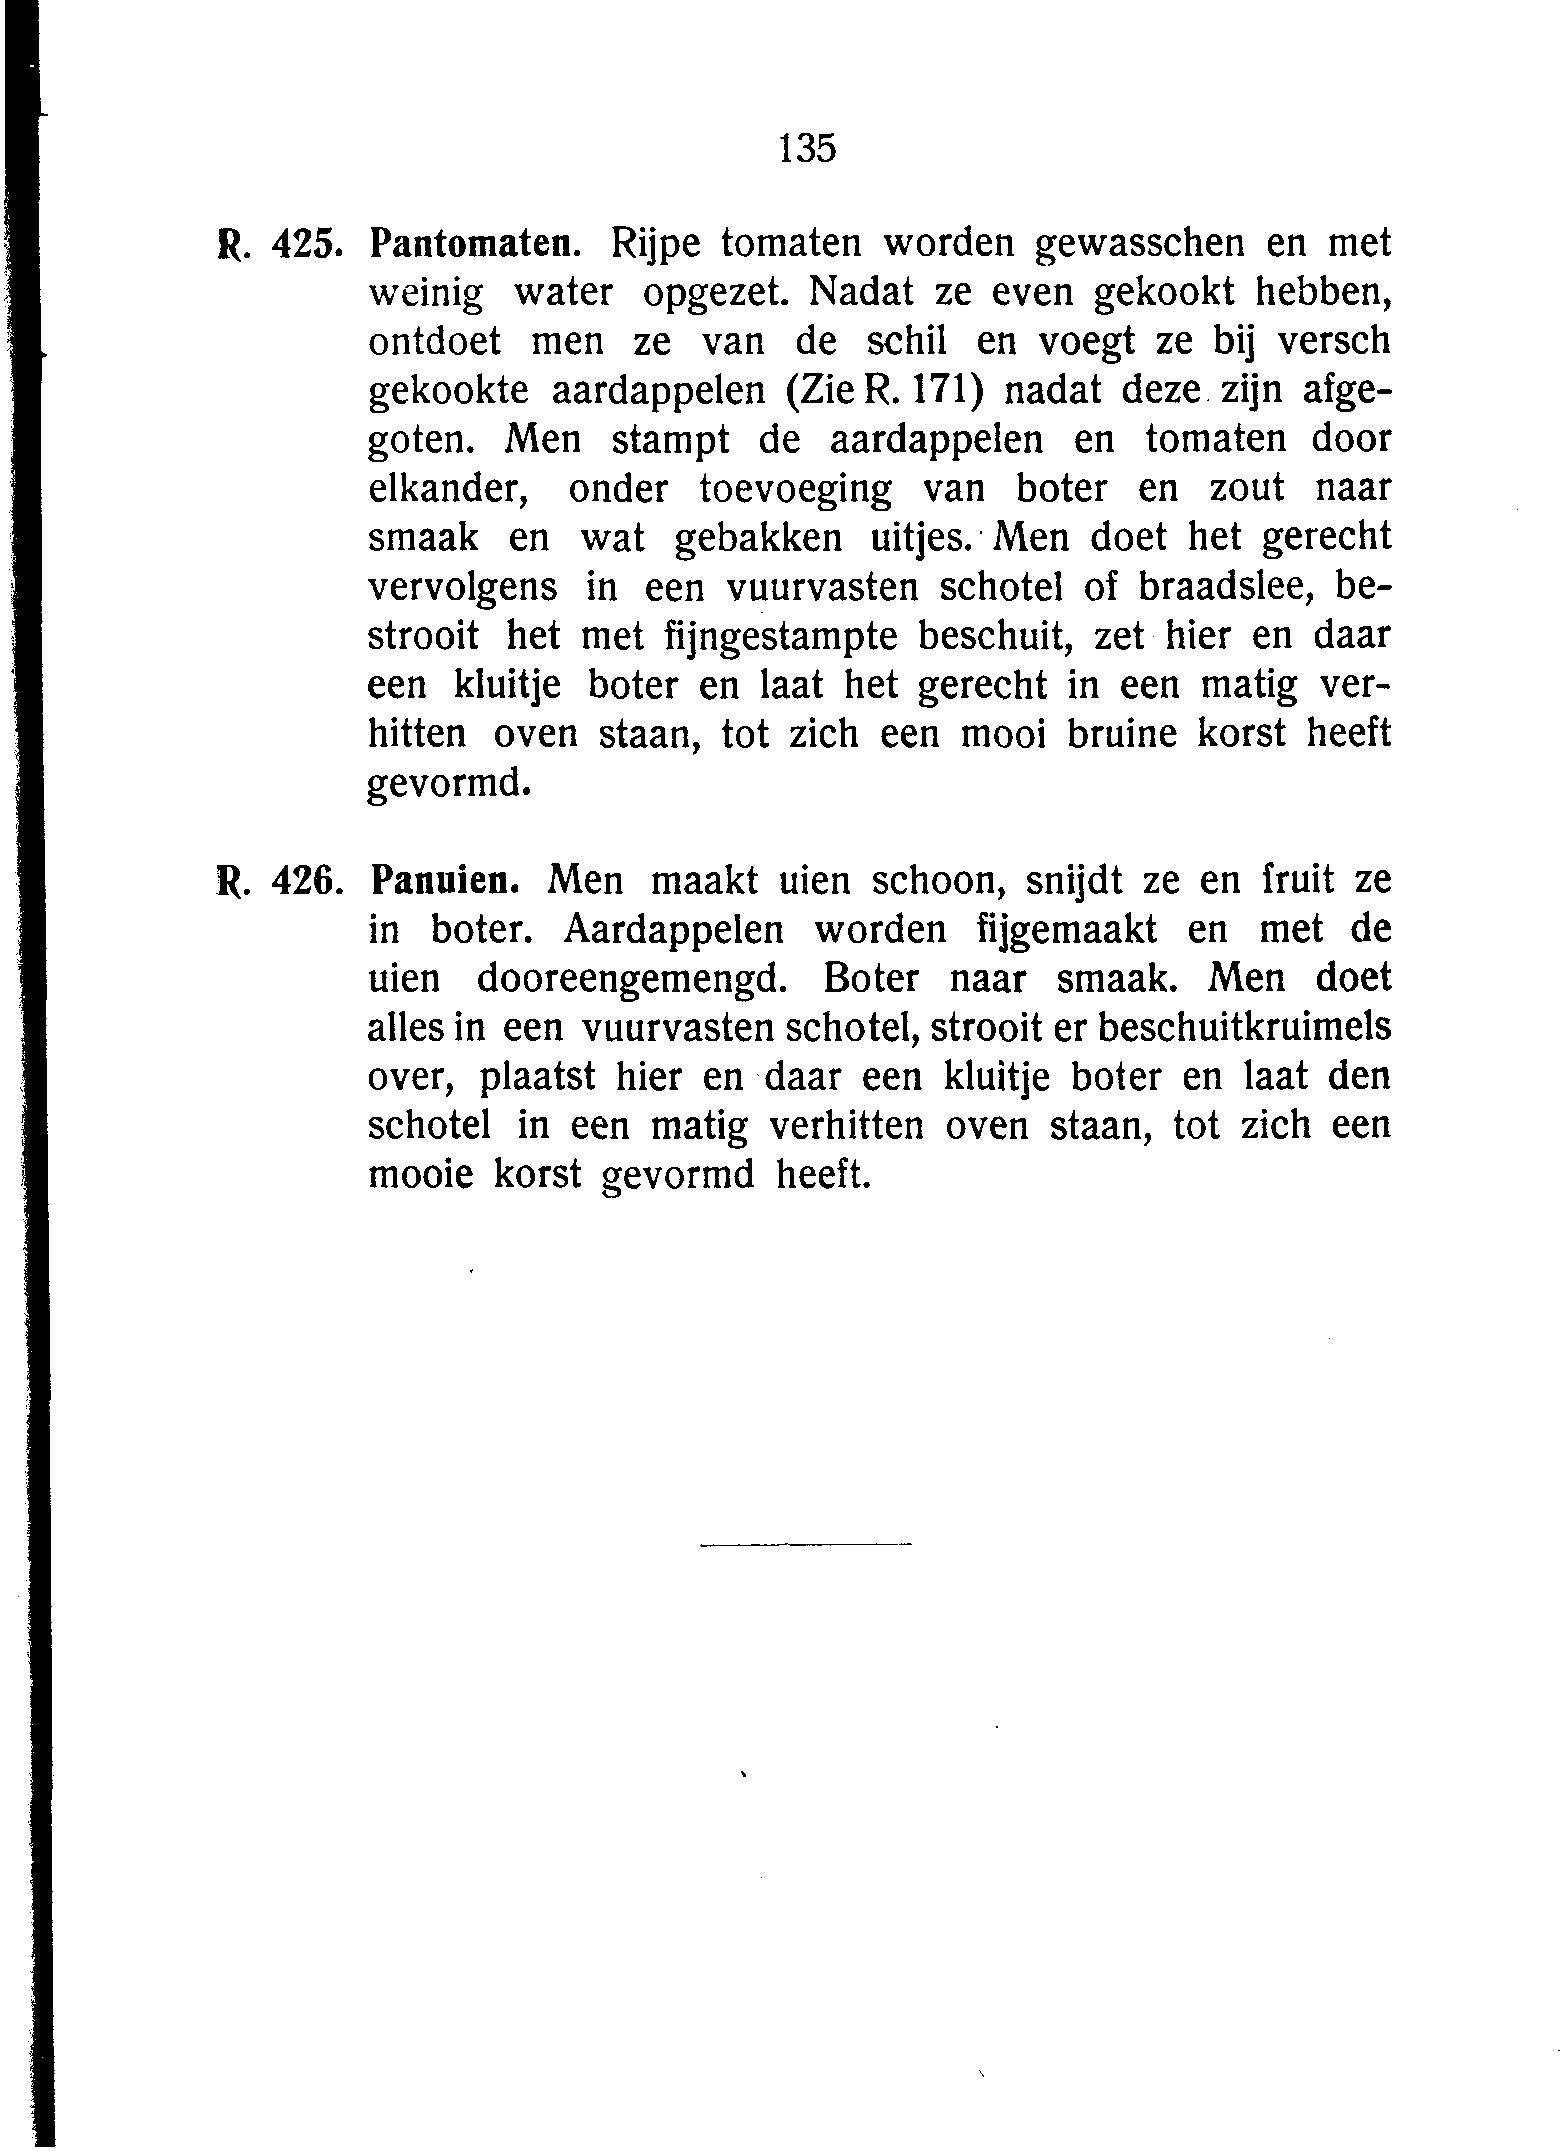 135
R. 425. Pantomaten. Rijpe tomaten worden gewasschen en met
weinig water opgezet. Nadat ze even gekookt hebben,
ontdoet men ze van de schil en voegt ze bij versch
gekookte aardappelen (Zie R. 171) nadat deze zijn afge-
goten. Men stampt de aardappelen en tomaten door
elkander, onder toevoeging van boter en zout naar
smaak en wat gebakken uitjes. Men doet het gerecht
vervolgens in een vuurvasten schotel of braadslee, be-
strooit het met fijngestampte beschuit, zet hier en daar
een kluitje boter en laat het gerecht in een matig ver-
hitten oven staan, tot zich een mooi bruine korst heeft
gevormd.
R. 426. Panuien. Men maakt uien schoon, snijdt ze en fruit ze
in boter. Aardappelen worden fijgemaakt en met de
uien dooreengemengd. Boter naar smaak. Men doet
alles in een vuurvasten schotel, strooit er beschuitkruimels
over, plaatst hier en daar een kluitje boter en laat den
schotel in een matig verhitten oven staan, tot zich een
mooie korst gevormd heeft.